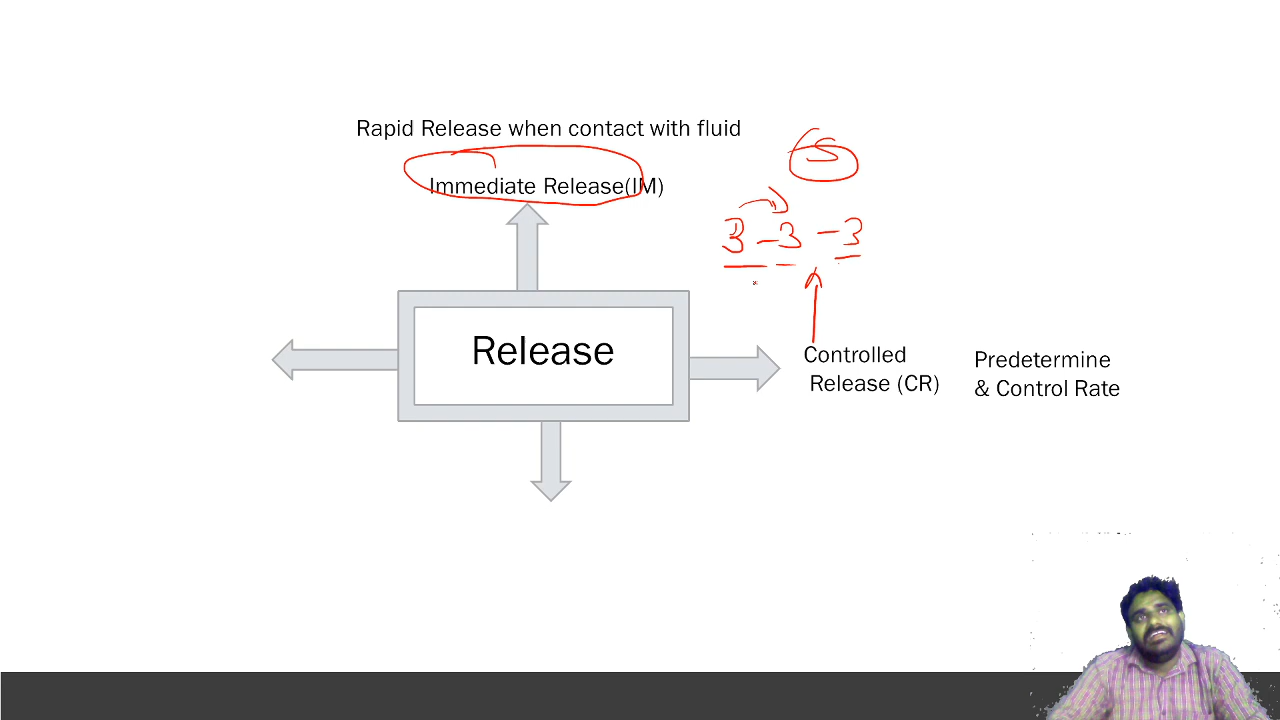 Rapid Release when contact with fluid
Immediate Release(IM)
3 - 3 - 3
Release
Controlled
Release (CR)
Predetermine
& Control Rate